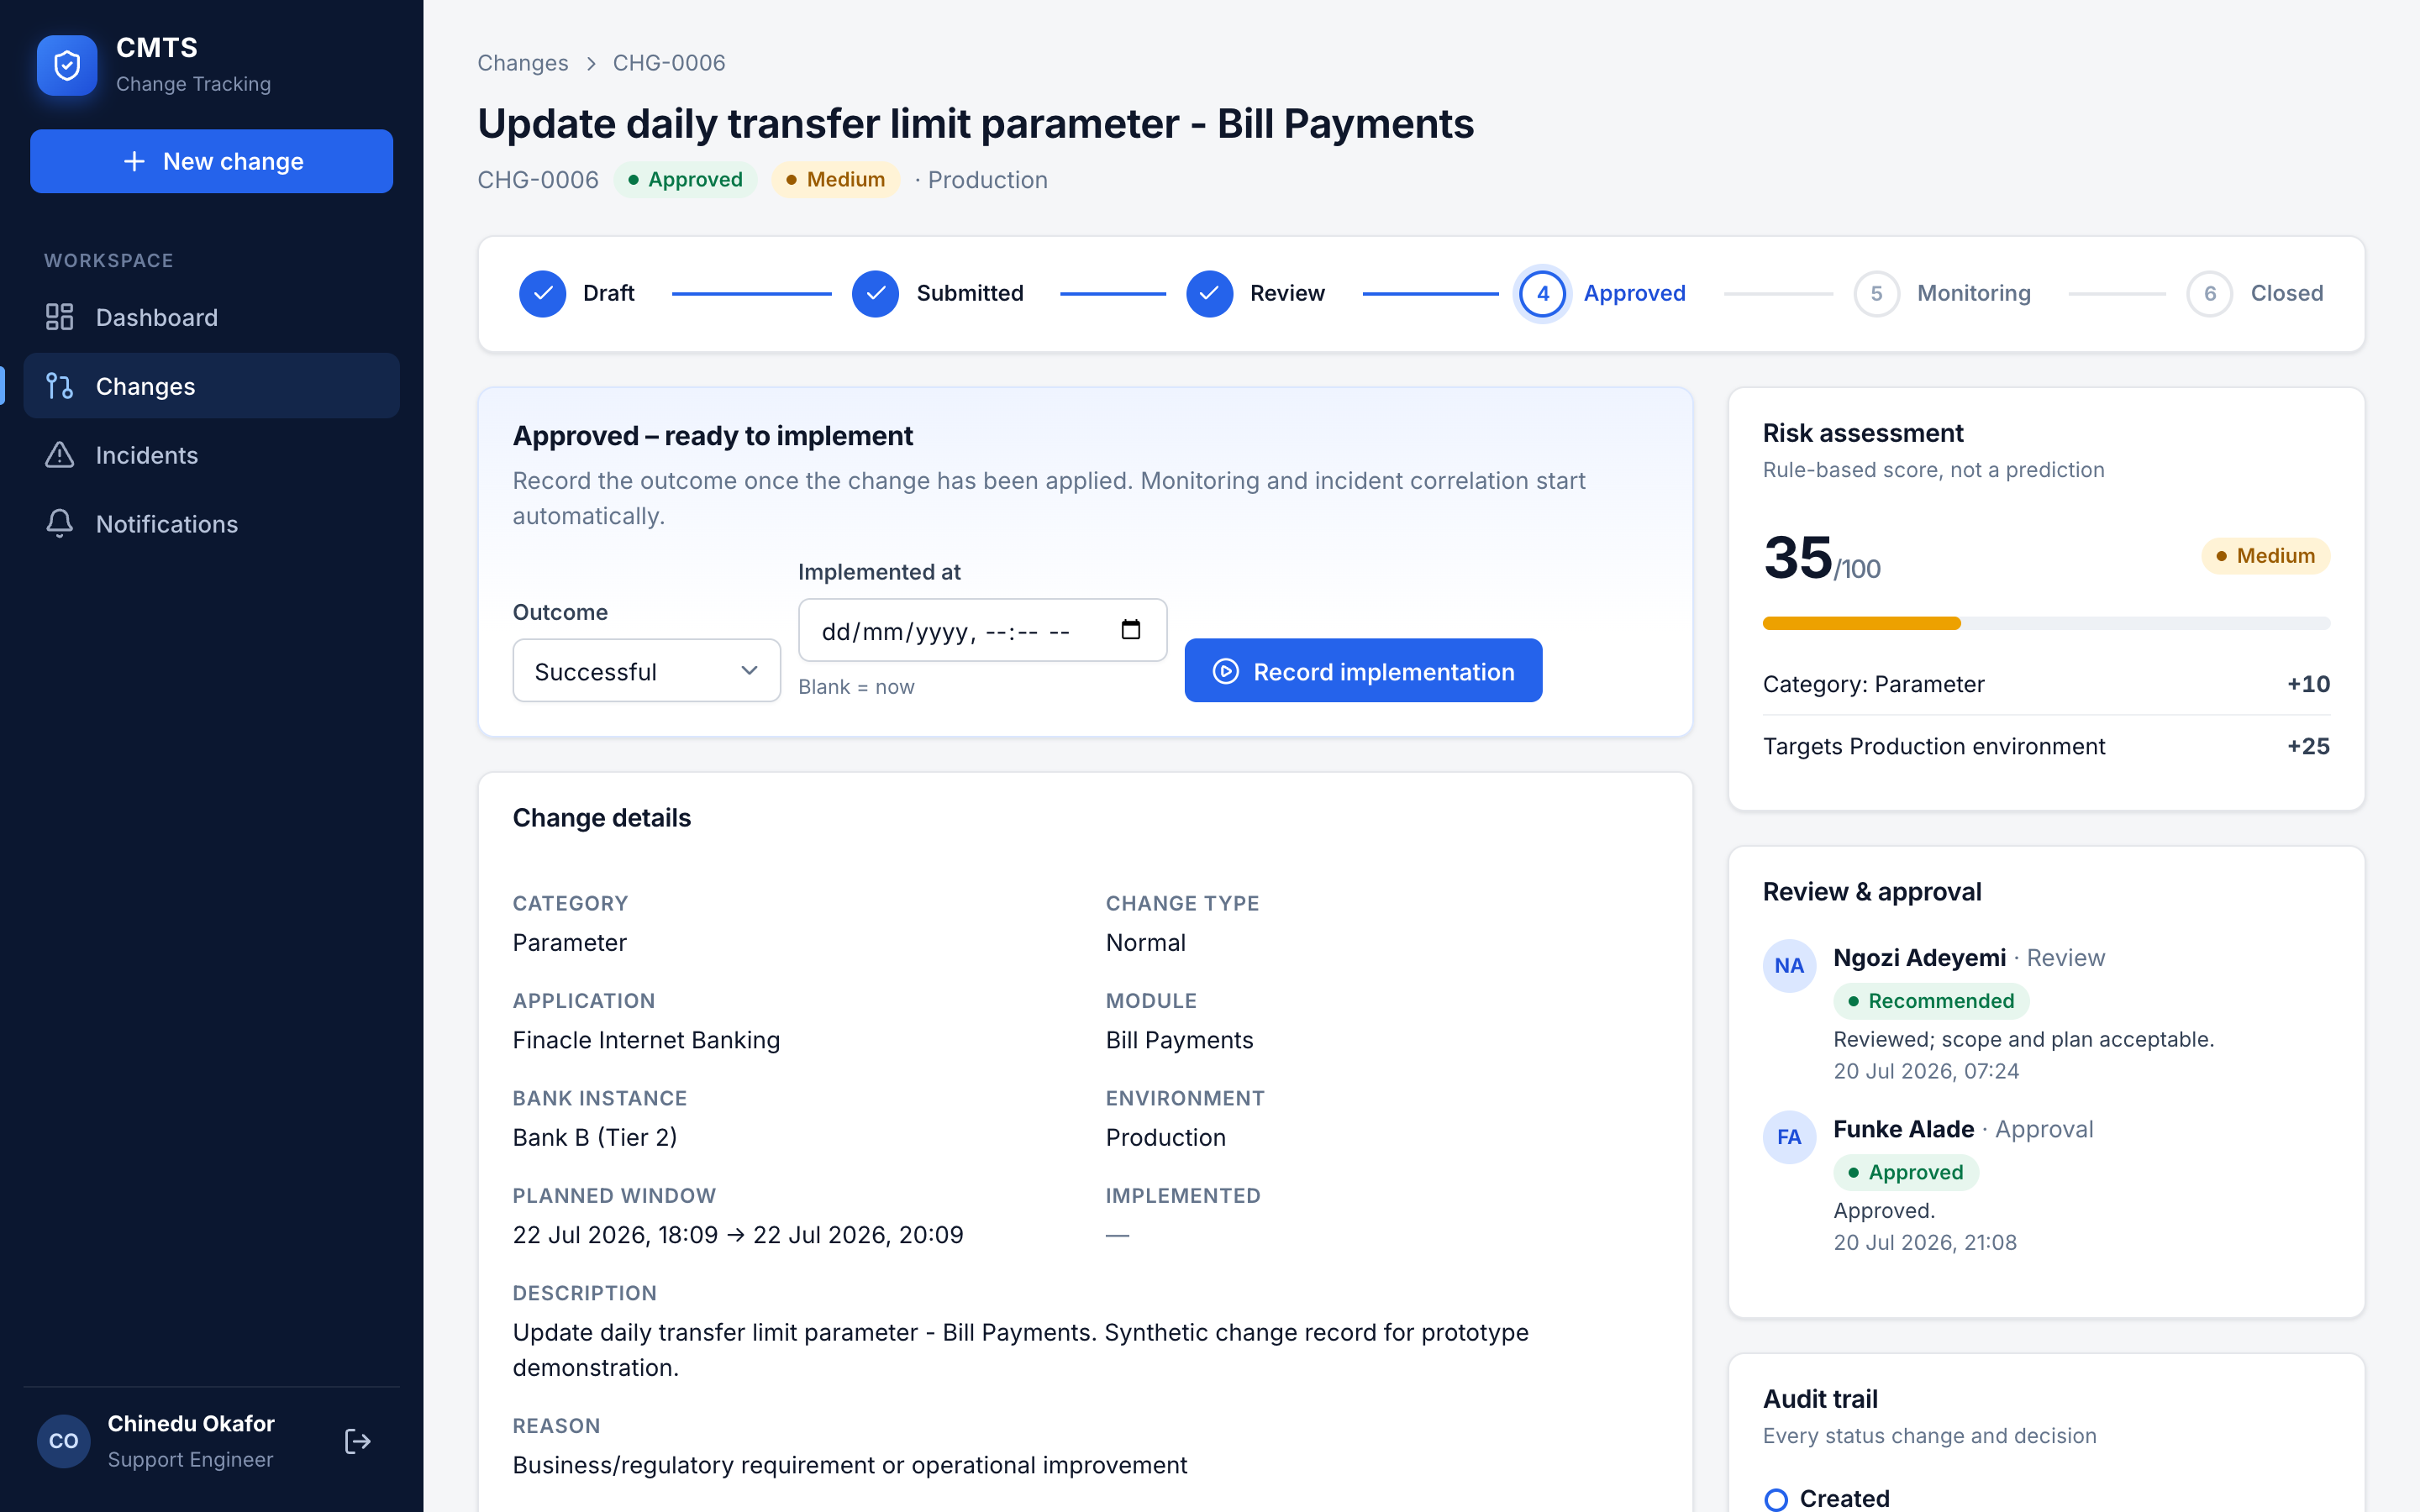 CMTS
Change Tracking
New change
WORKSPACE
Dashboard
Changes
Incidents
Notifications
CO
Chinedu Okafor
Support Engineer
Changes > CHG-0006
Update daily transfer limit parameter - Bill Payments
CHG-0006 Approved Medium · Production
Draft
Submitted
Review
4 Approved
5 Monitoring
6 Closed
Approved – ready to implement
Record the outcome once the change has been applied. Monitoring and incident correlation start
automatically.
Outcome
Successful
Implemented at
dd/mm/yyyy, --:-- --
Blank = now
Record implementation
Change details
CATEGORY
Parameter
CHANGE TYPE
Normal
APPLICATION
Finacle Internet Banking
MODULE
Bill Payments
BANK INSTANCE
Bank B (Tier 2)
ENVIRONMENT
Production
PLANNED WINDOW
22 Jul 2026, 18:09 → 22 Jul 2026, 20:09
IMPLEMENTED
—
DESCRIPTION
Update daily transfer limit parameter - Bill Payments. Synthetic change record for prototype
demonstration.
REASON
Business/regulatory requirement or operational improvement
Risk assessment
Rule-based score, not a prediction
35/100
Medium
Category: Parameter +10
Targets Production environment +25
Review & approval
NA
Ngozi Adeyemi · Review
Recommended
Reviewed; scope and plan acceptable.
20 Jul 2026, 07:24
FA
Funke Alade · Approval
Approved
Approved.
20 Jul 2026, 21:08
Audit trail
Every status change and decision
Created